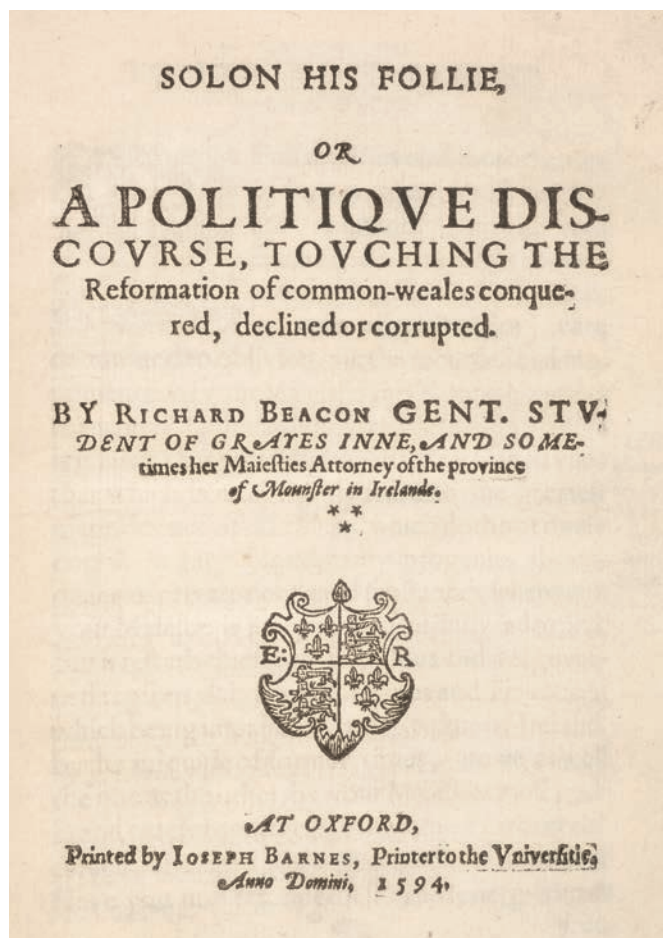 SOLON HIS FOLLIE,
OR
A POLITIQVE DIS-
COVRSE, TOVCHING THE
Reformation of common-weales conque-
red, declined or corrupted.
BY RICHARD BEACON GENT. STV-
DENT OF GRAYES INNE, AND SOME-
times her Maiesties Attorney of the province
of Mounster in Irelande.
* *
*
E: R
AT OXFORD,
Printed by IOSEPH BARNES, Printer to the Vniversitie,
Anno Domini, 1594.